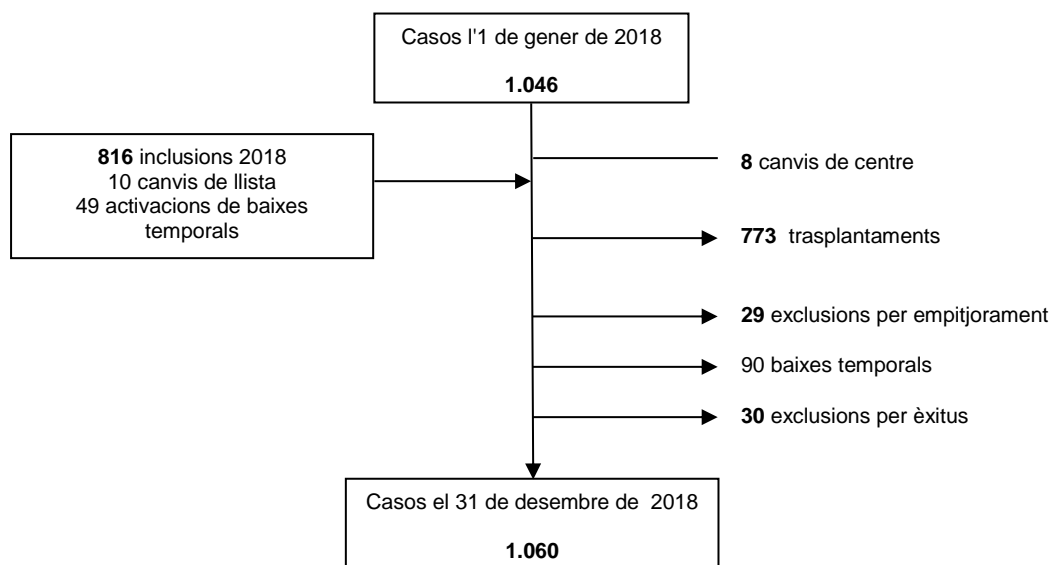 Casos l'1 de gener de 2018
1.046
816 inclusions 2018
10 canvis de llista
49 activacions de baixes
temporals
8 canvis de centre
773 trasplantaments
29 exclusions per empitjorament
90 baixes temporals
30 exclusions per èxitus
Casos el 31 de desembre de 2018
1.060